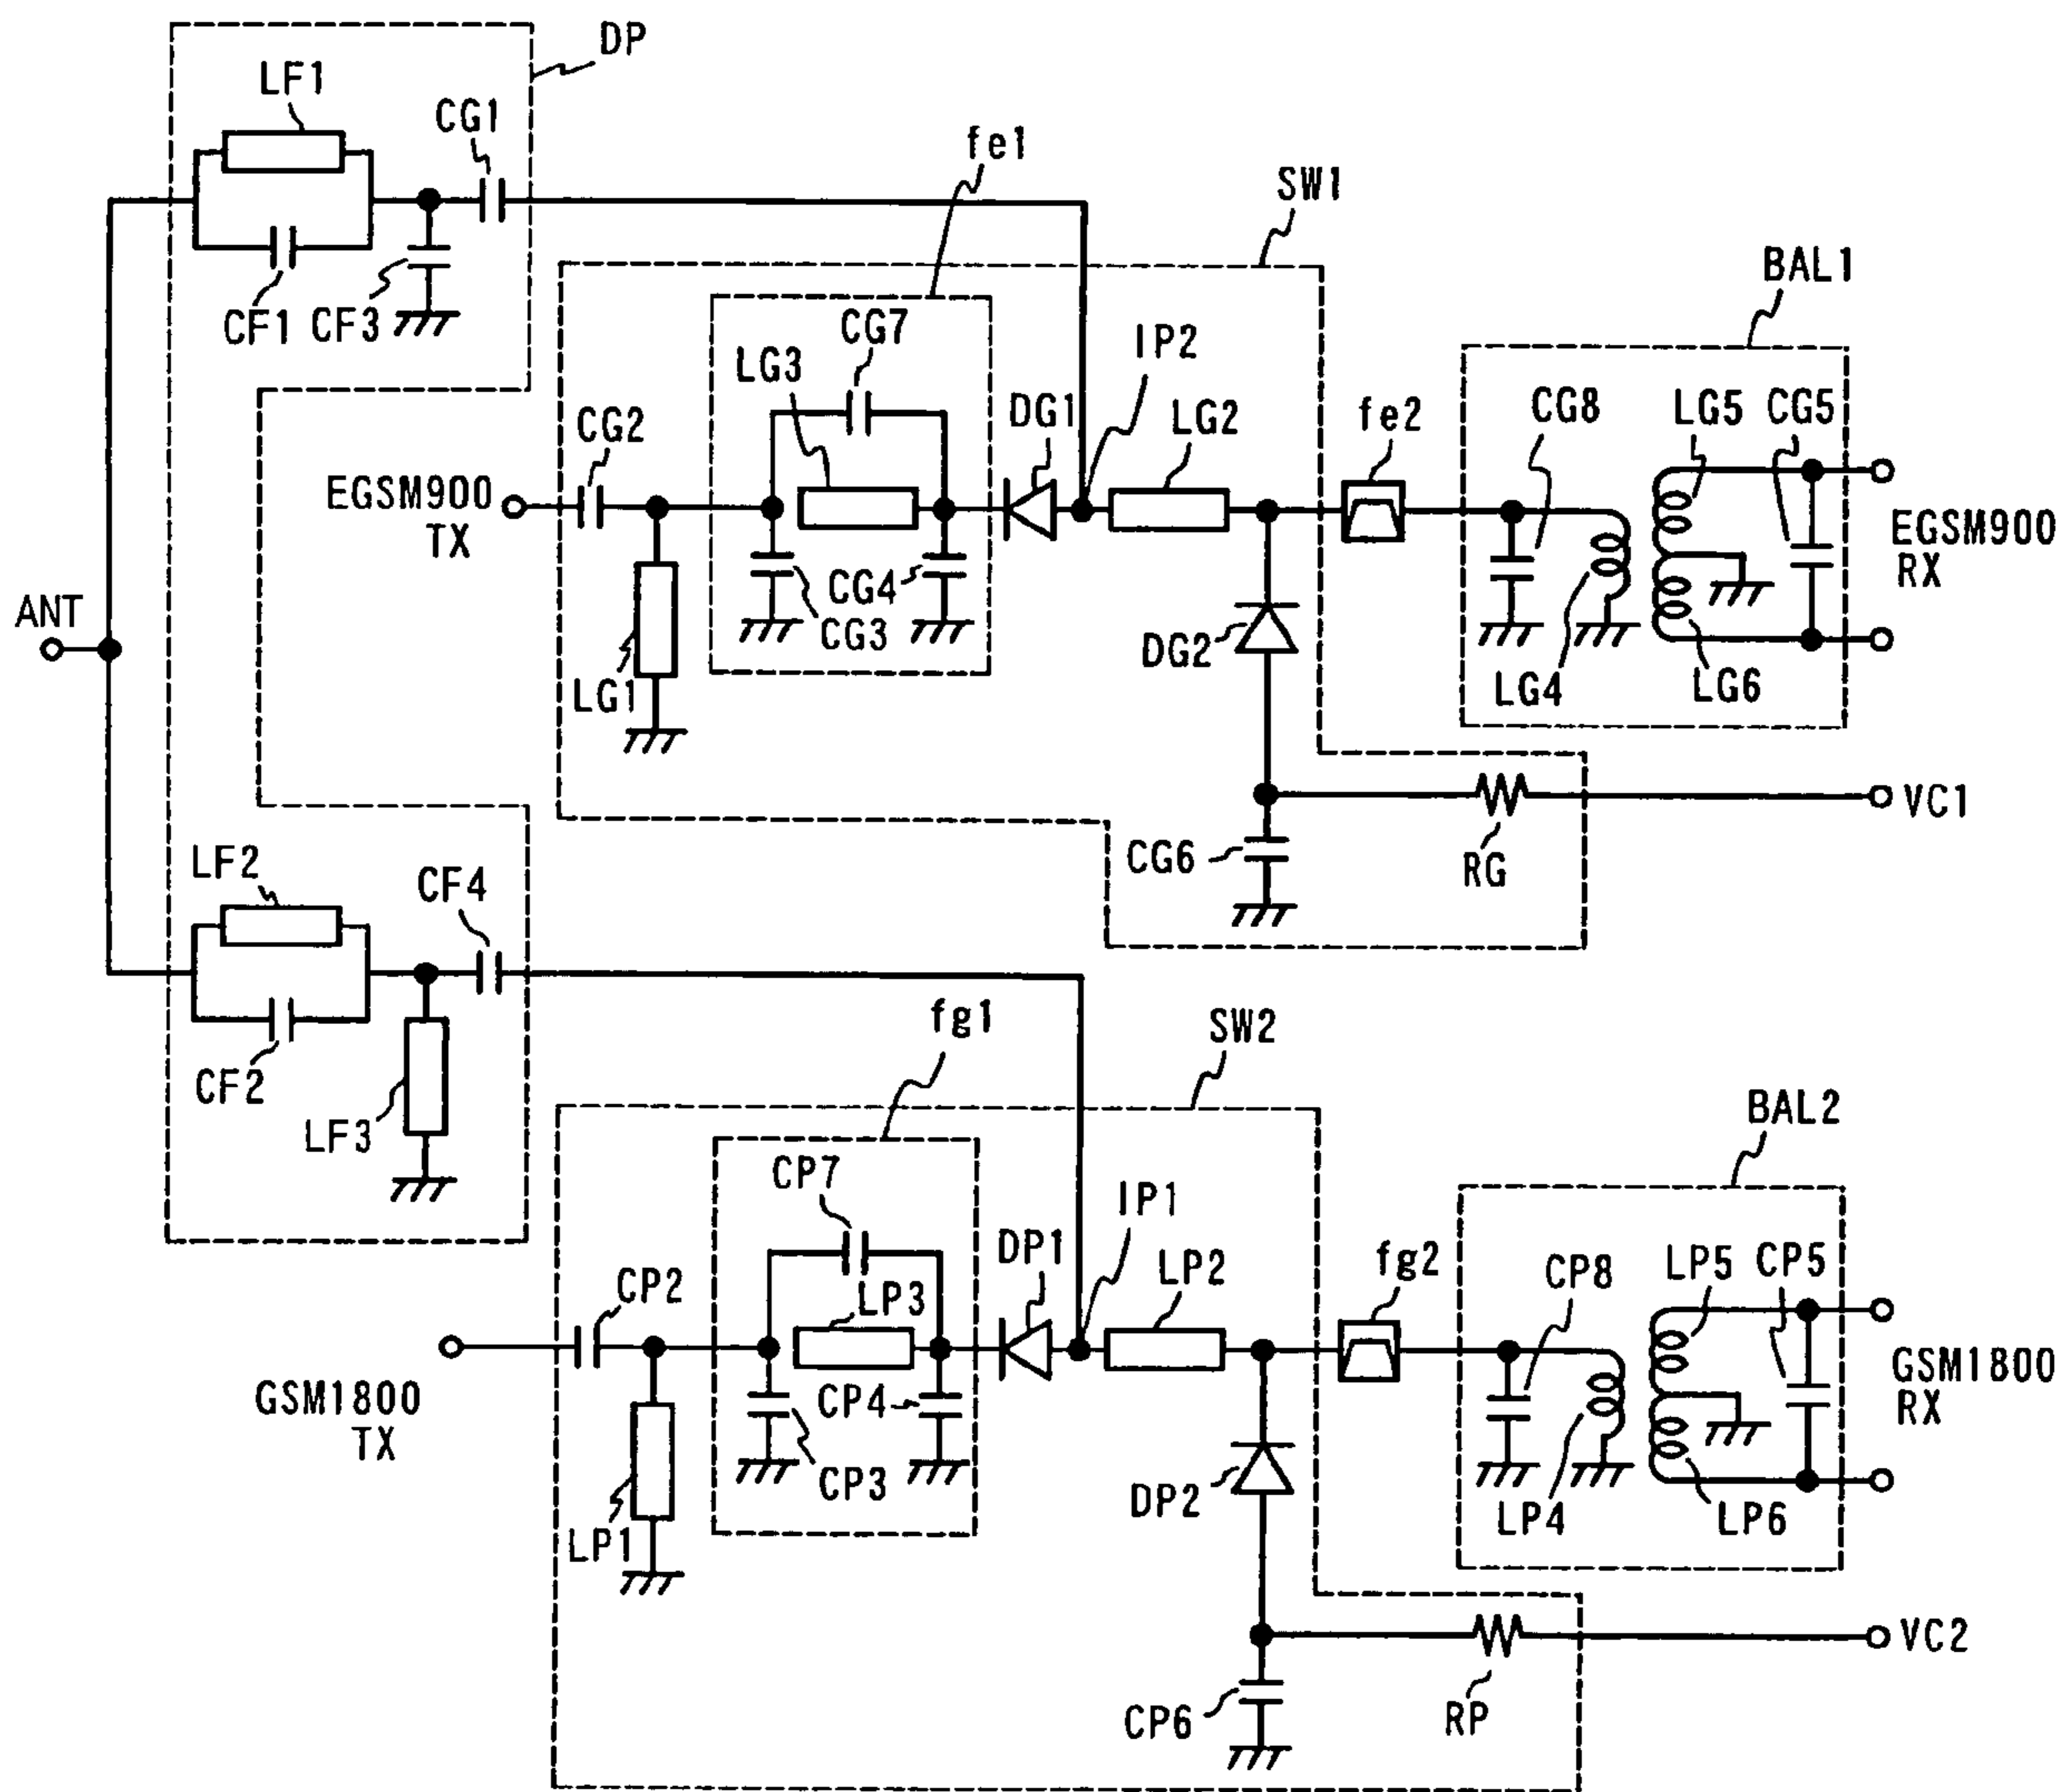 DP
LF1
CG1
fe1
SW1
BAL1
CF1
CF3
CG7
IP2
LG3
DG1
LG2
fe2
CG8
LG5
CG5
CG2
EGSM900
TX
EGSM900
RX
CG4
CG3
ANT
LG1
DG2
LG4
LG6
VC1
CG6
RG
LF2
CF4
fg1
SW2
CF2
LF3
BAL2
CP7
IP1
DP1
LP2
fg2
CP8
LP5
CP5
CP2
LP3
GSM1800
TX
GSM1800
RX
CP4
CP3
LP1
DP2
LP4
LP6
VC2
CP6
RP